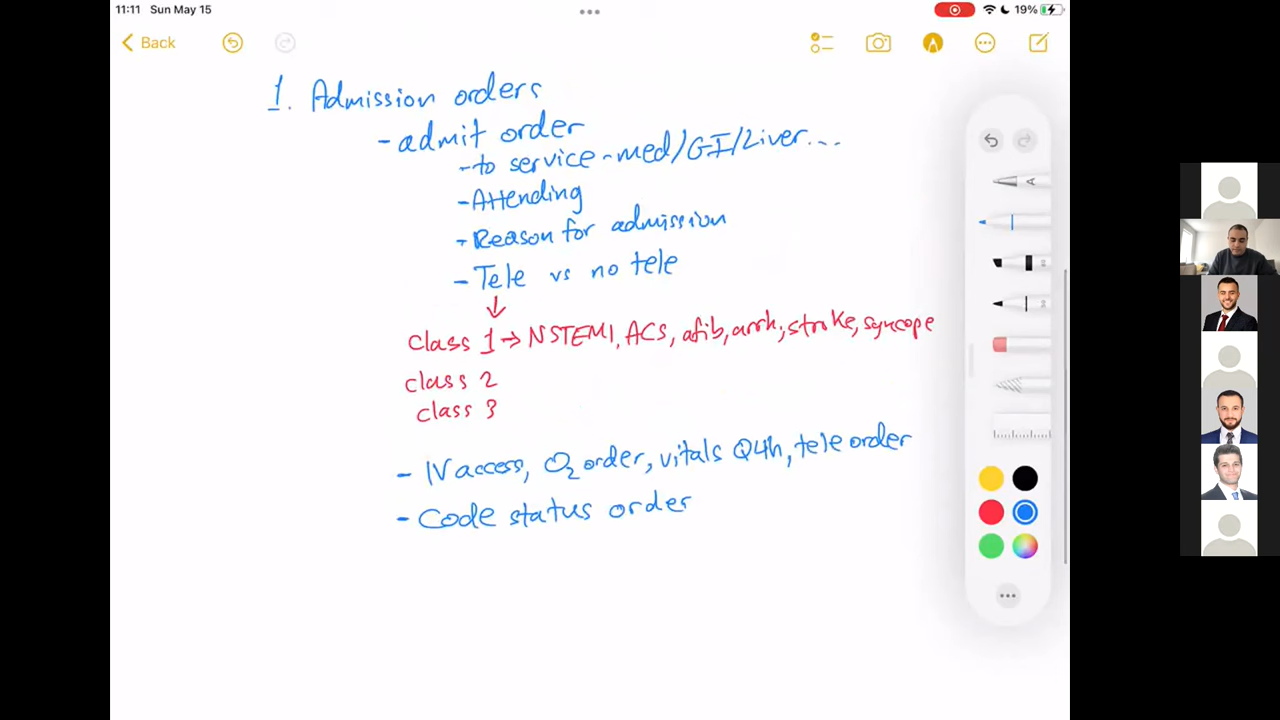 11:11 Sun May 15
19%
Back
1. Admission orders
- admit order
- to service - med/GI/Liver...
- Attending
- Reason for admission
- Tele vs no tele
↓
class 1 → NSTEMI, ACS, afib, arrh, stroke, syncope
class 2
class 3
- IV access, O2 order, vitals Q4h, tele order
- Code status order